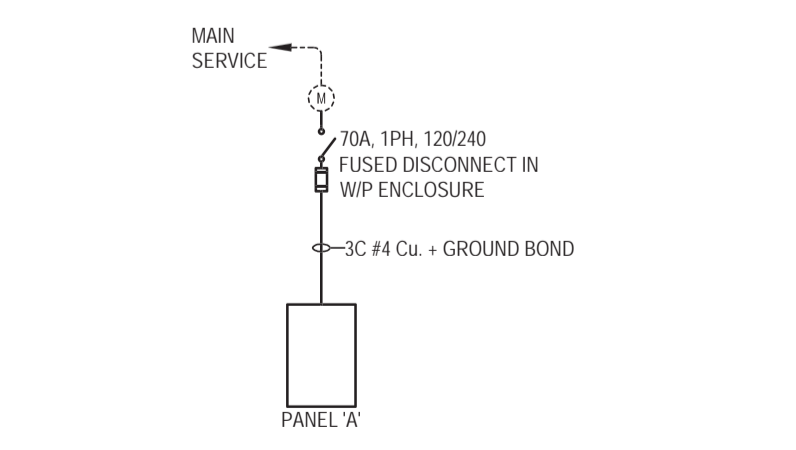 MAIN
SERVICE
M
70A, 1PH, 120/240
FUSED DISCONNECT IN
W/P ENCLOSURE
3C #4 Cu. + GROUND BOND
PANEL 'A'